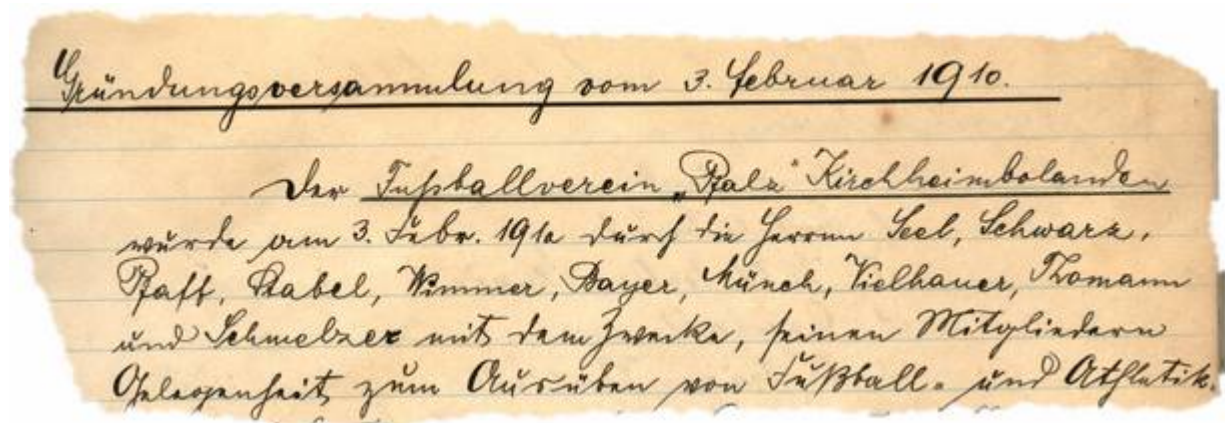 Gründungsversammlung vom 3. Februar 1910.
Der Fußballverein „Pfalz“ Kirchheimbolanden
wurde am 3. Febr. 1910 durch die Herren Seel, Schwarz,
Pfaff, Stabel, Wimmer, Bayer, Münch, Vielhauer, Thomann
und Schmelzer mit dem Zwecke, seinen Mitgliedern
Gelegenheit zum Ausüben von Fußball- und Athletik-